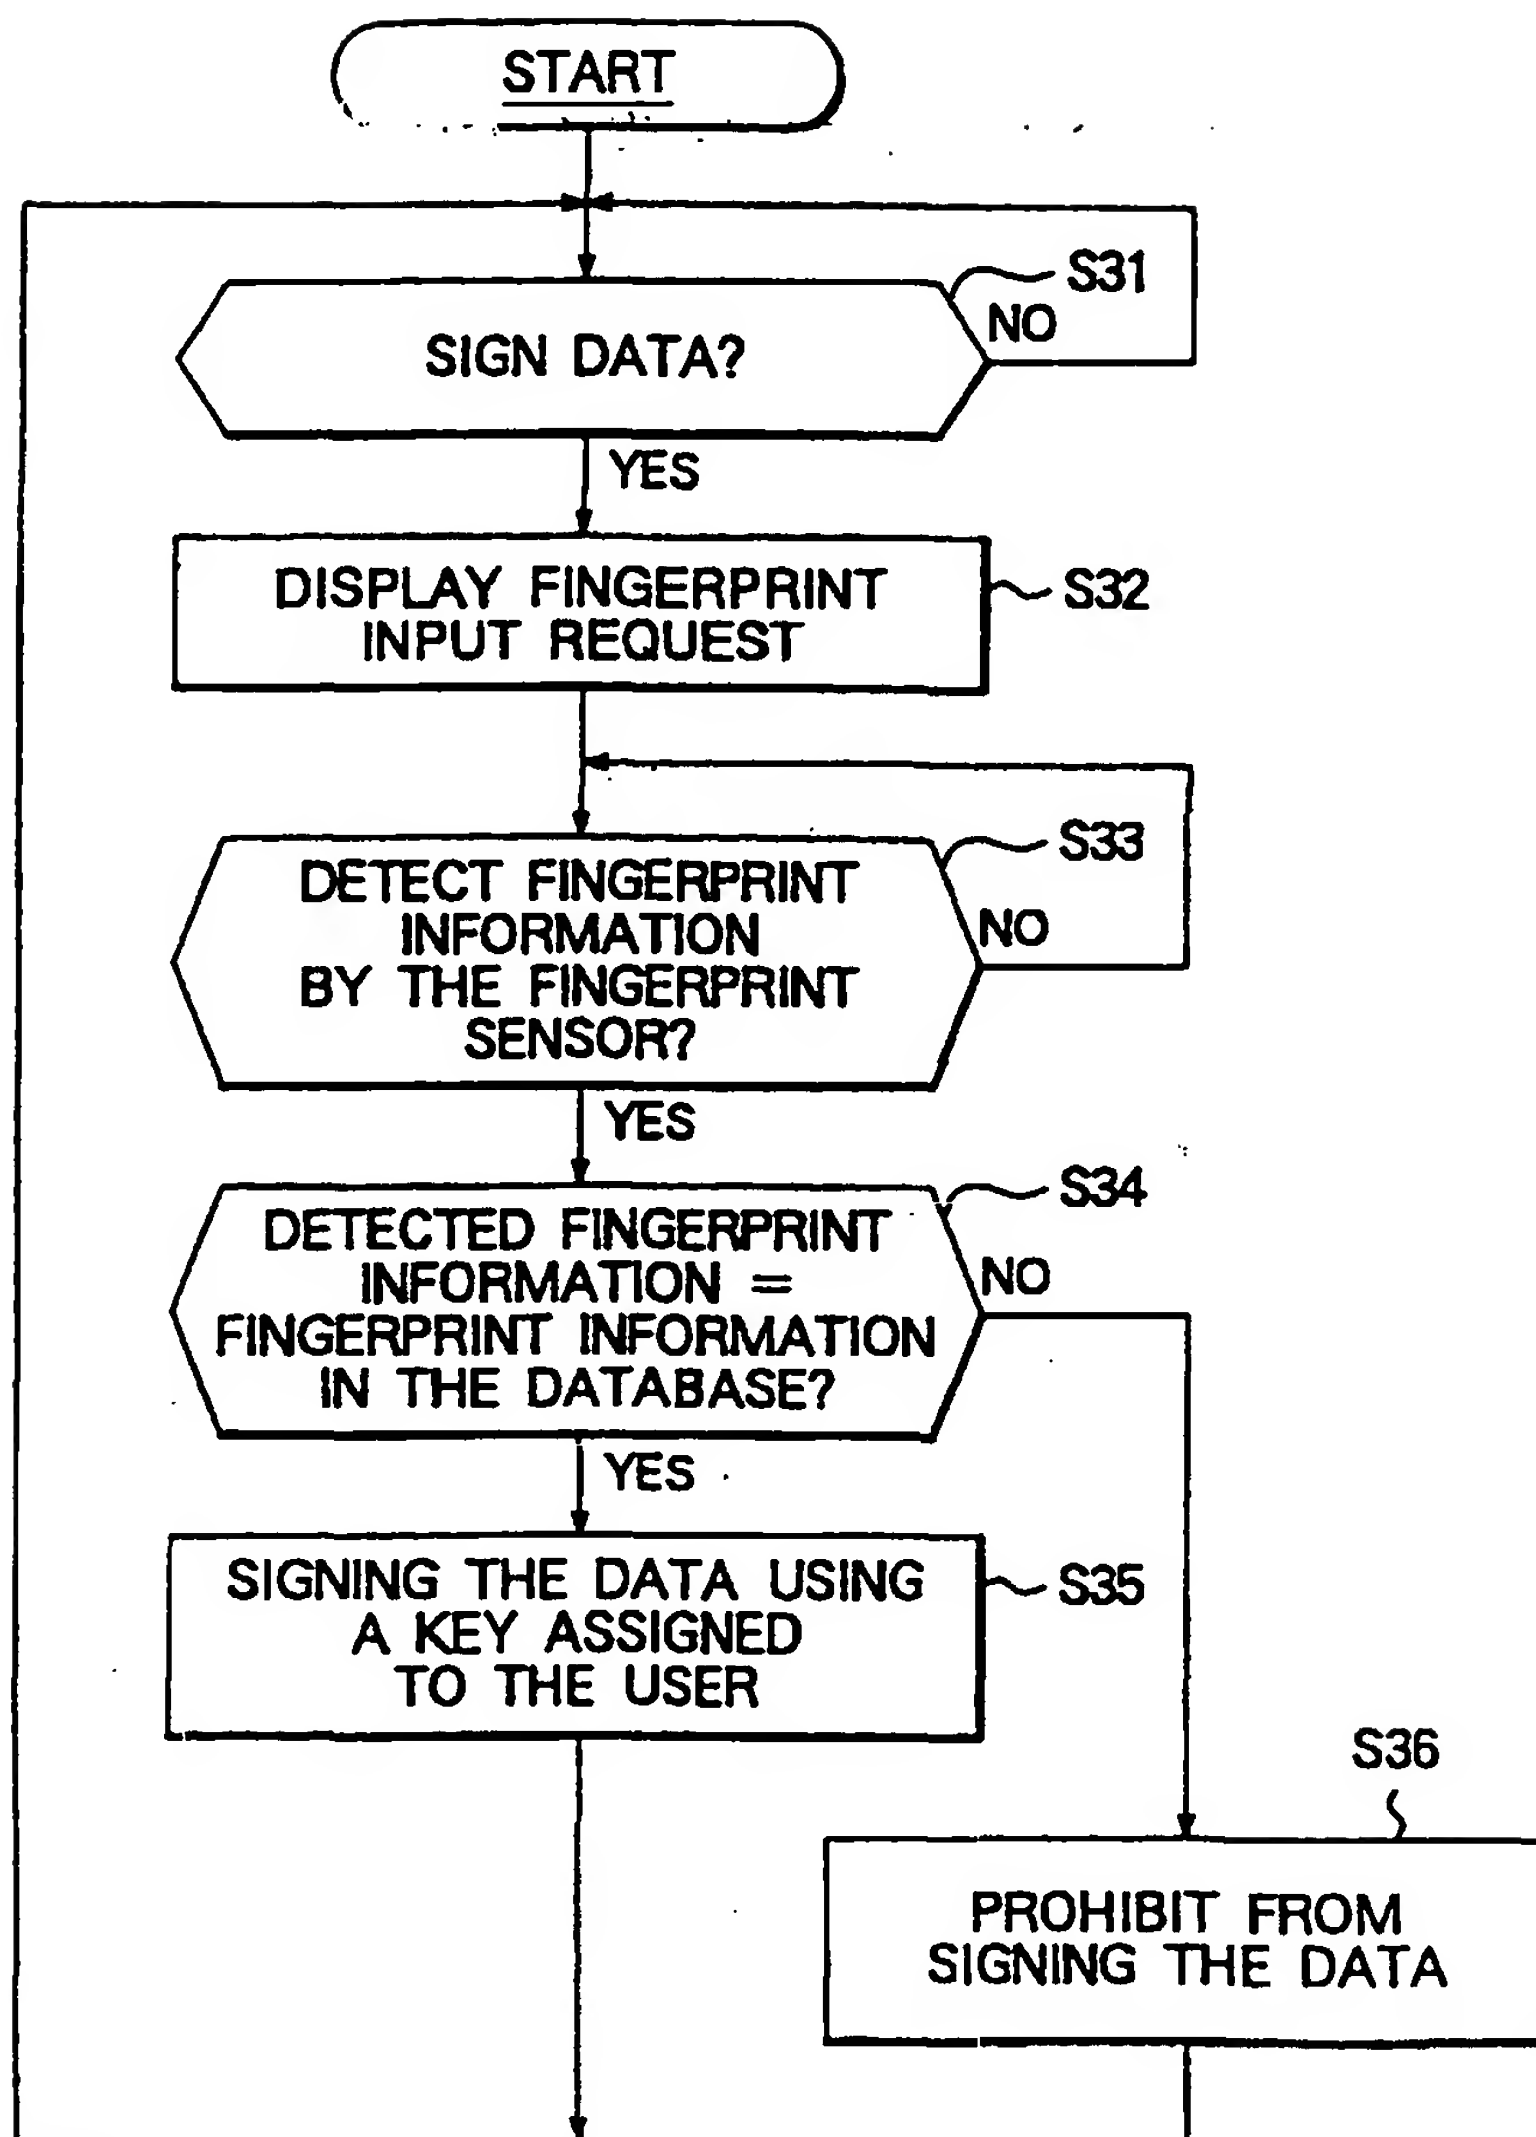 START
S31
NO
SIGN DATA?
YES
DISPLAY FINGERPRINT
INPUT REQUEST
S32
S33
DETECT FINGERPRINT
INFORMATION
BY THE FINGERPRINT
SENSOR?
NO
YES
S34
DETECTED FINGERPRINT
INFORMATION =
FINGERPRINT INFORMATION
IN THE DATABASE?
NO
YES
SIGNING THE DATA USING
A KEY ASSIGNED
TO THE USER
S35
S36
PROHIBIT FROM
SIGNING THE DATA